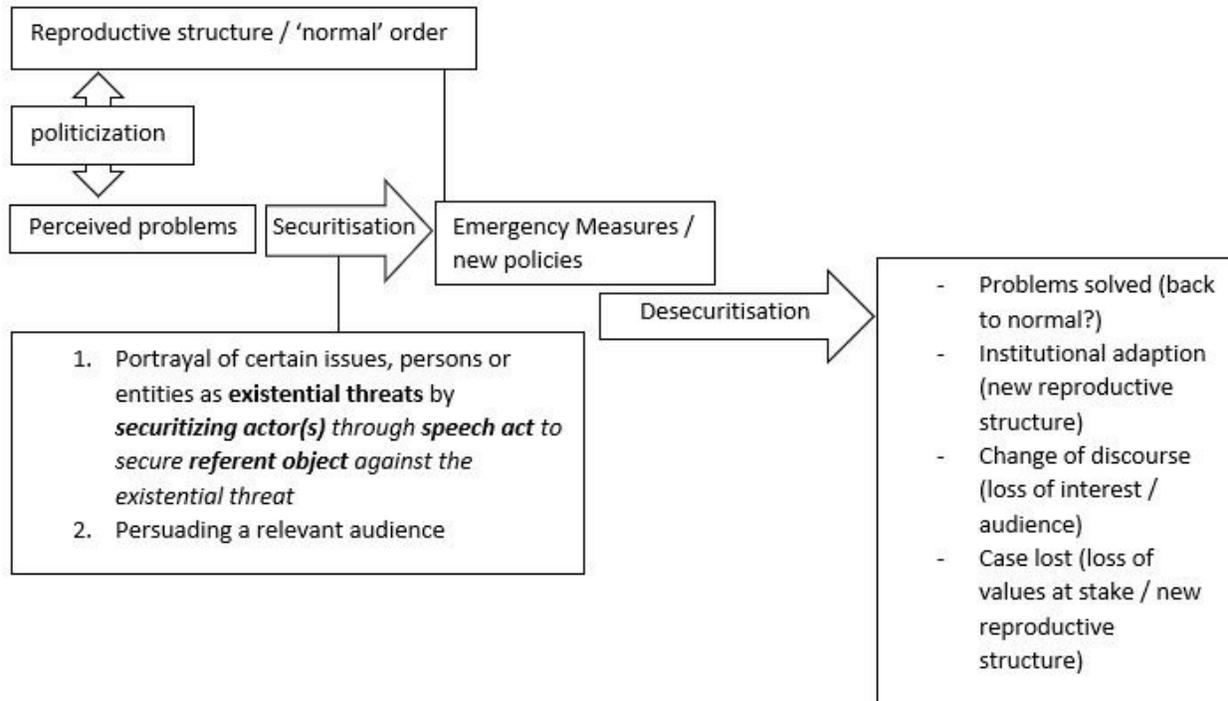 Reproductive structure / ‘normal’ order
politicization
Perceived problems
Securitisation
Emergency Measures /
new policies
Desecuritisation
1. Portrayal of certain issues, persons or
entities as existential threats by
securitizing actor(s) through speech act to
secure referent object against the
existential threat
2. Persuading a relevant audience
- Problems solved (back
to normal?)
- Institutional adaption
(new reproductive
structure)
- Change of discourse
(loss of interest /
audience)
- Case lost (loss of
values at stake / new
reproductive
structure)